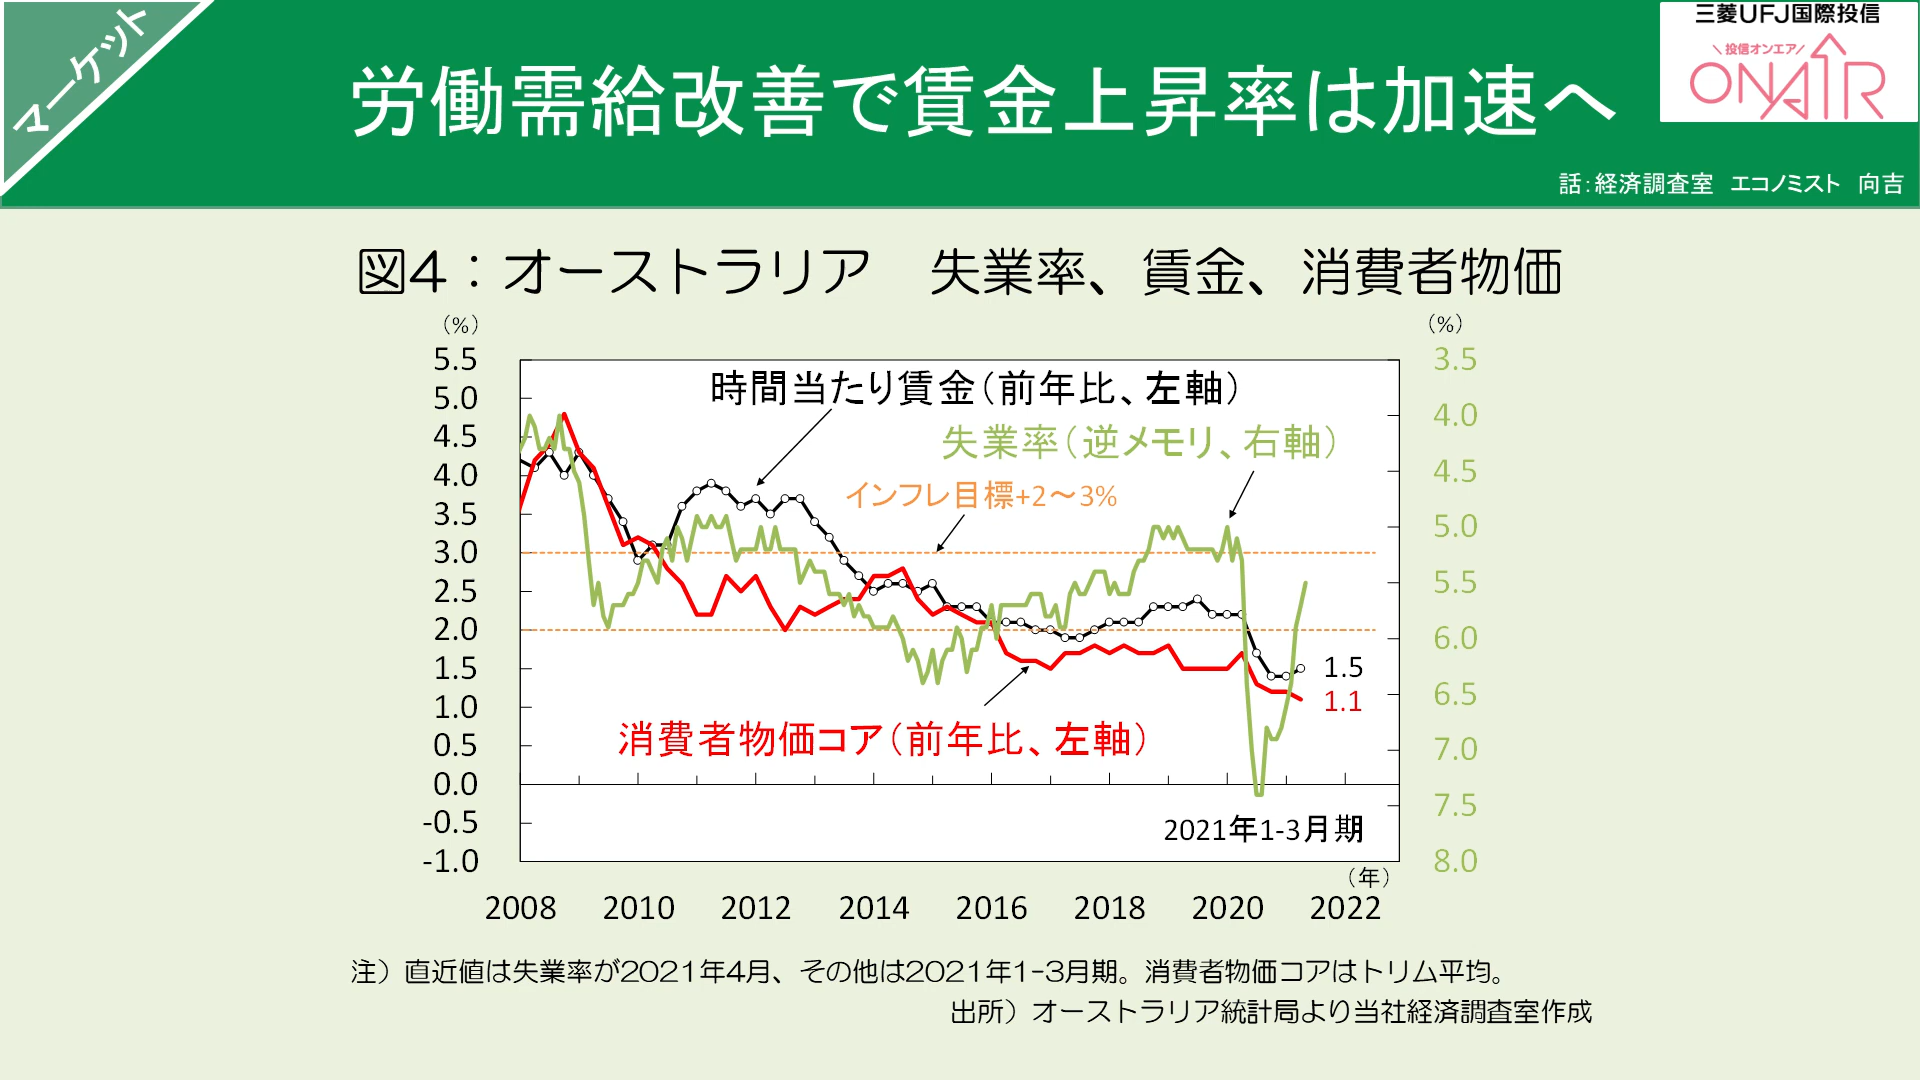 マーケット
労働需給改善で賃金上昇率は加速へ
三菱UFJ国際投信
＼投信オンエア／
ONAIR
話：経済調査室　エコノミスト　向吉
図4：オーストラリア　失業率、賃金、消費者物価
（%）
（%）
5.5
5.0
4.5
4.0
3.5
3.0
2.5
2.0
1.5
1.0
0.5
0.0
-0.5
-1.0
時間当たり賃金（前年比、左軸）
失業率（逆メモリ、右軸）
インフレ目標+2～3%
1.5
1.1
消費者物価コア（前年比、左軸）
2021年1-3月期
3.5
4.0
4.5
5.0
5.5
6.0
6.5
7.0
7.5
8.0
（年）
2008 2010 2012 2014 2016 2018 2020 2022
注）直近値は失業率が2021年4月、その他は2021年1-3月期。消費者物価コアはトリム平均。
出所）オーストラリア統計局より当社経済調査室作成